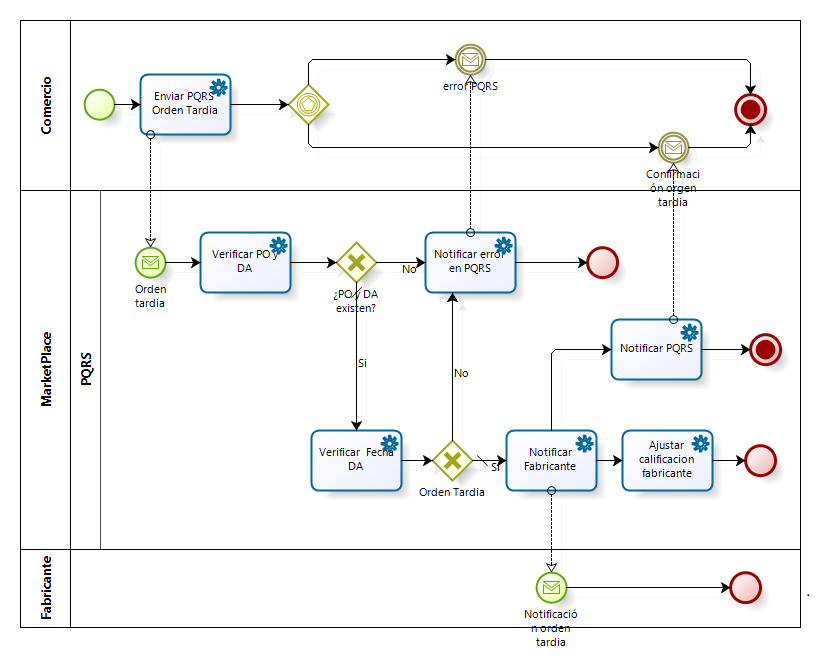 Comercio
Enviar PQRS
Orden Tardia
error PQRS
Confirmaci
ón orgen
tardia
MarketPlace
PQRS
Orden
tardia
Verificar PO y
DA
¿PO y DA
existen?
No
Notificar error
en PQRS
Si
No
Notificar PQRS
Verificar Fecha
DA
Orden Tardia
Si
Notificar
Fabricante
Ajustar
calificacion
fabricante
Fabricante
Notificació
n orden
tardia
.